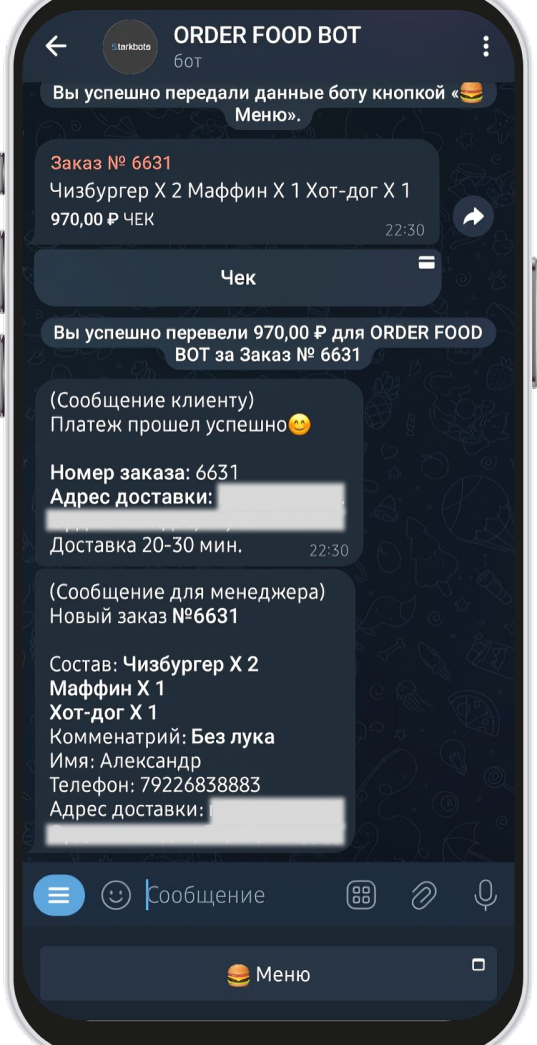 Starkbots
ORDER FOOD BOT
бот
Вы успешно передали данные боту кнопкой «🍔
Меню».
Заказ № 6631
Чизбургер X 2 Маффин X 1 Хот-дог X 1
970,00 ₽ ЧЕК
22:30
Чек
Вы успешно перевели 970,00 ₽ для ORDER FOOD
BOT за Заказ № 6631
(Сообщение клиенту)
Платеж прошел успешно😊
Номер заказа: 6631
Адрес доставки:
Доставка 20-30 мин.
22:30
(Сообщение для менеджера)
Новый заказ №6631
Состав: Чизбургер X 2
Маффин X 1
Хот-дог X 1
Комменатрий: Без лука
Имя: Александр
Телефон: 79226838883
Адрес доставки:
Сообщение
🍔 Меню